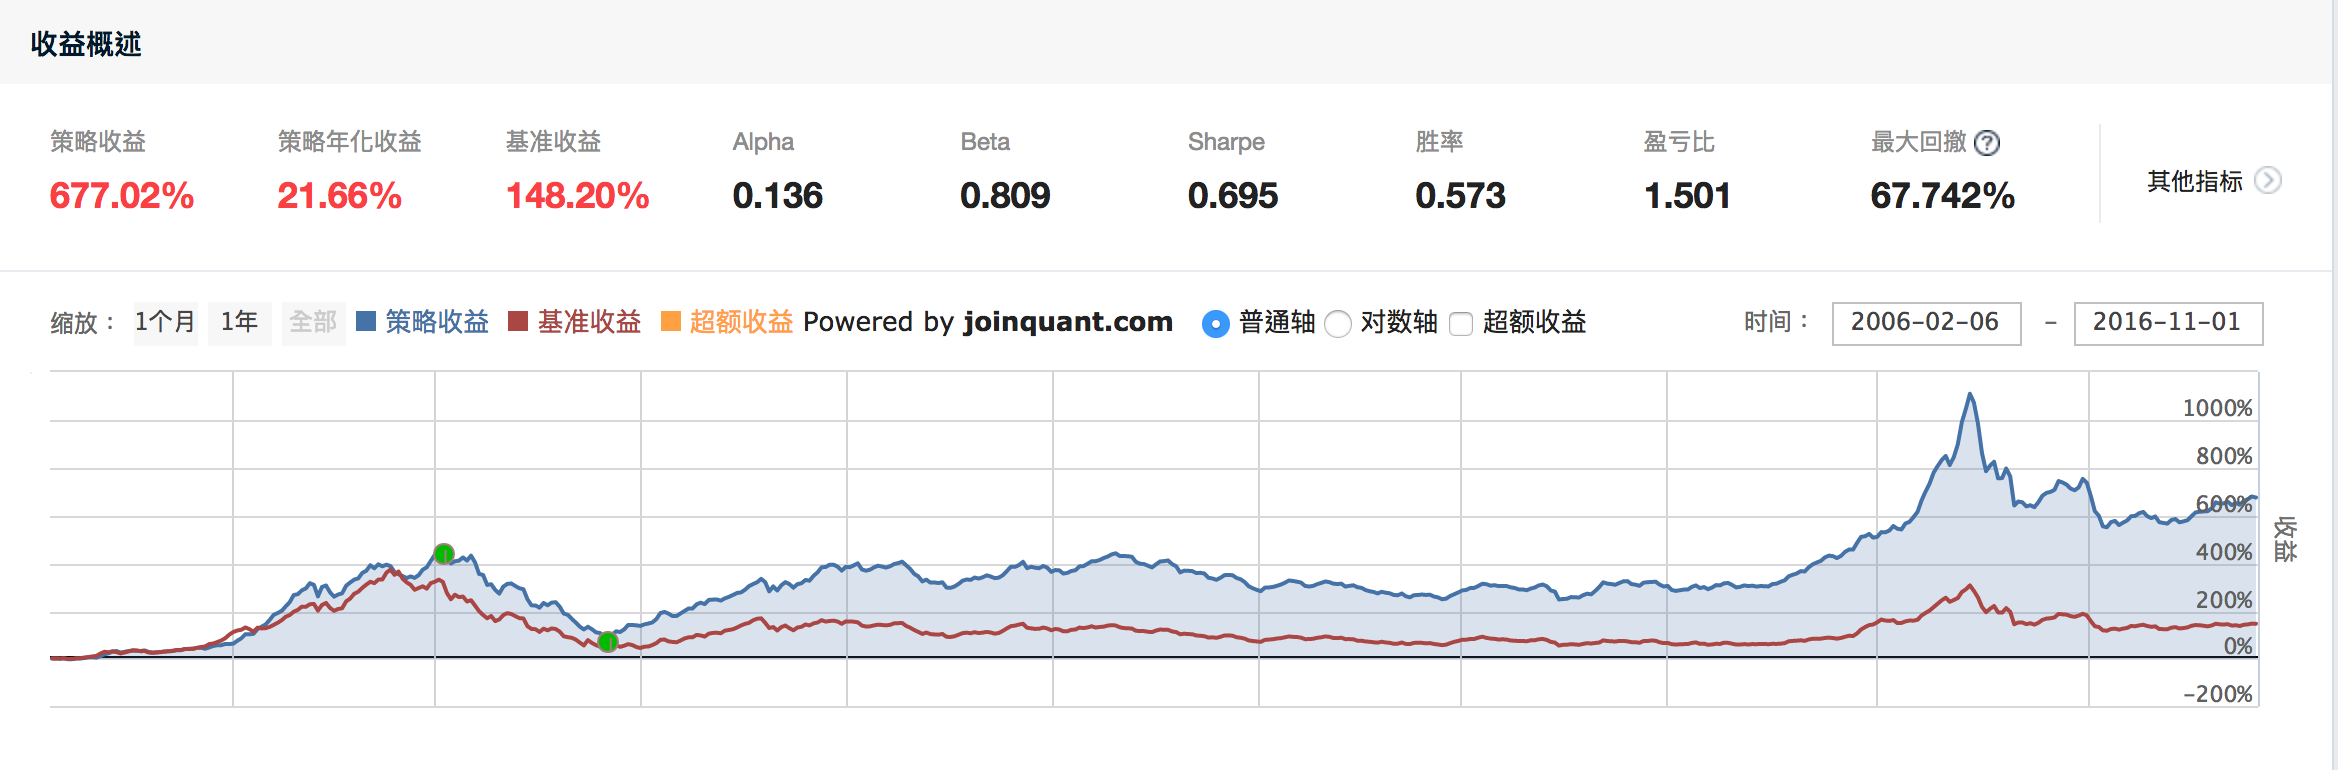 收益概述
策略收益 策略年化收益 基准收益 Alpha Beta Sharpe 胜率 盈亏比 最大回撤 ?
677.02% 21.66% 148.20% 0.136 0.809 0.695 0.573 1.501 67.742% 其他指标
缩放： 1个月 1年 全部 策略收益 基准收益 超额收益 Powered by joinquant.com 普通轴 对数轴 超额收益 时间： 2006-02-06 - 2016-11-01
1000%
800%
600%
400%
200%
0%
-200%
收益